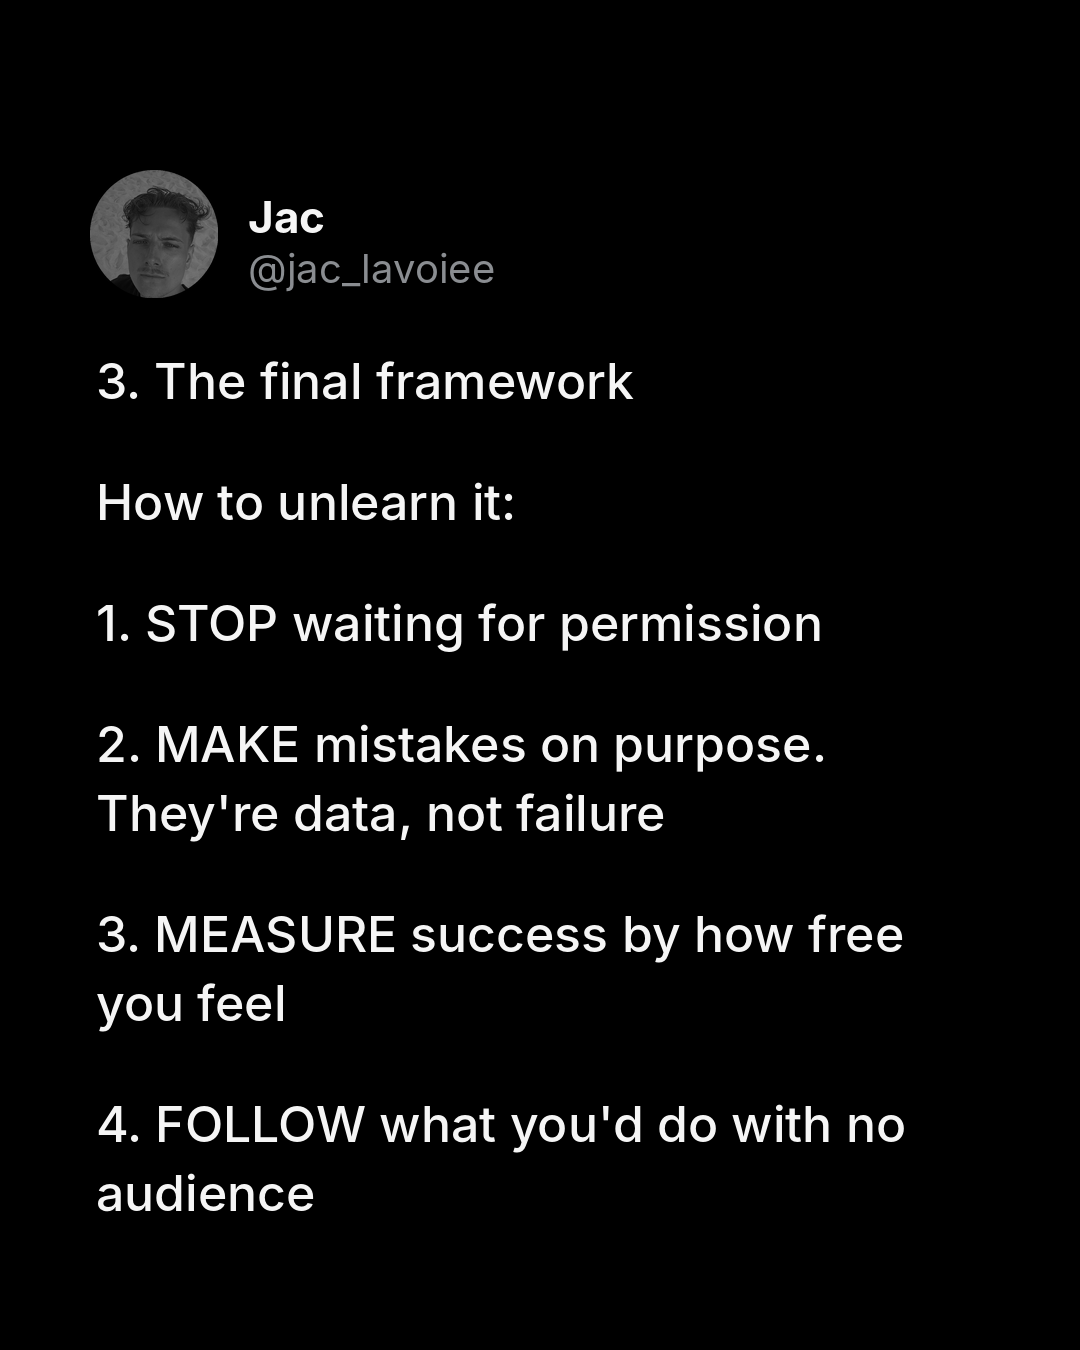 Jac
@jac_lavoiee
3. The final framework
How to unlearn it:
1. STOP waiting for permission
2. MAKE mistakes on purpose.
They're data, not failure
3. MEASURE success by how free
you feel
4. FOLLOW what you'd do with no
audience